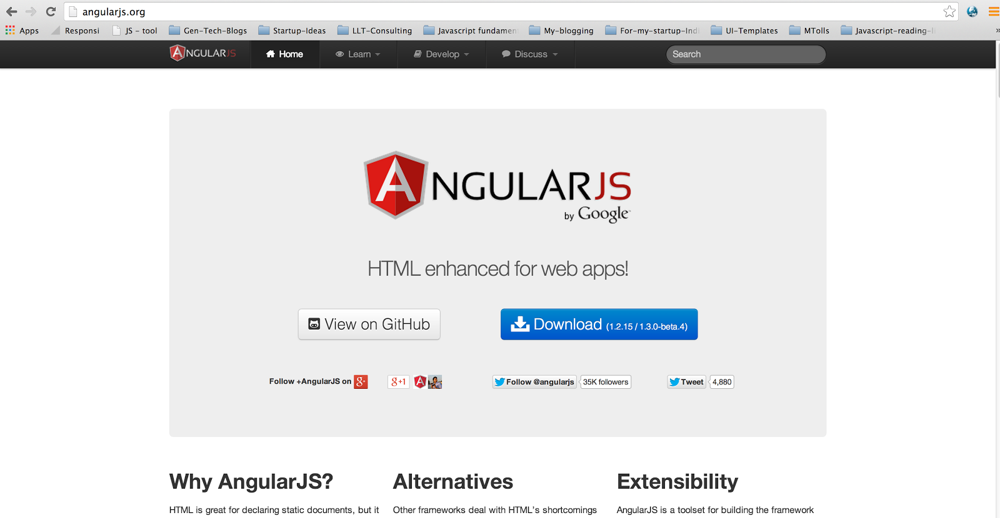 angularjs.org
Apps Responsi JS - tool Gen-Tech-Blogs Startup-Ideas LLT-Consulting Javascript fundamen My-blogging For-my-startup-Indi UI-Templates MTolls Javascript-reading-li »
ANGULARJS Home Learn Develop Discuss Search
ANGULARJS
by Google
HTML enhanced for web apps!
View on GitHub Download (1.2.15 / 1.3.0-beta.4)
Follow +AngularJS on g+ g+1 Follow @angularjs 35K followers Tweet 4,880
Why AngularJS? Alternatives Extensibility
HTML is great for declaring static documents, but it Other frameworks deal with HTML's shortcomings AngularJS is a toolset for building the framework